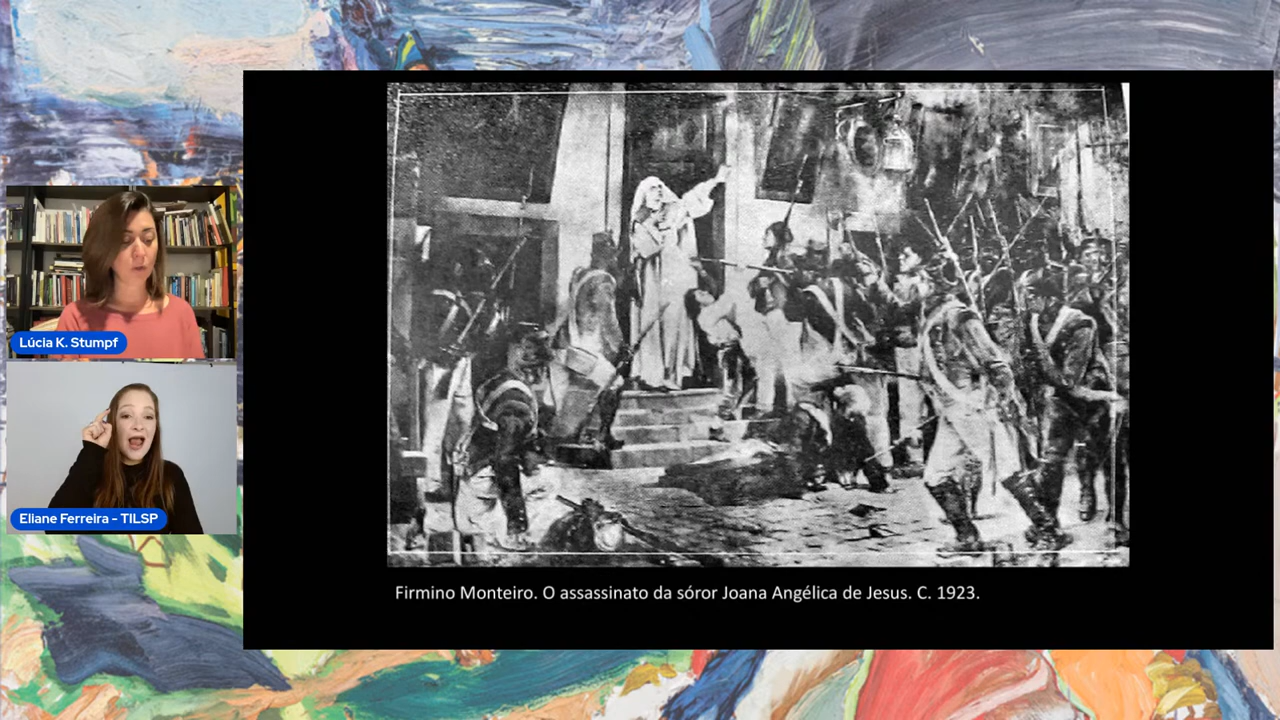 Lúcia K. Stumpf
Eliane Ferreira - TILSP
Firmino Monteiro. O assassinato da sóror Joana Angélica de Jesus. C. 1923.